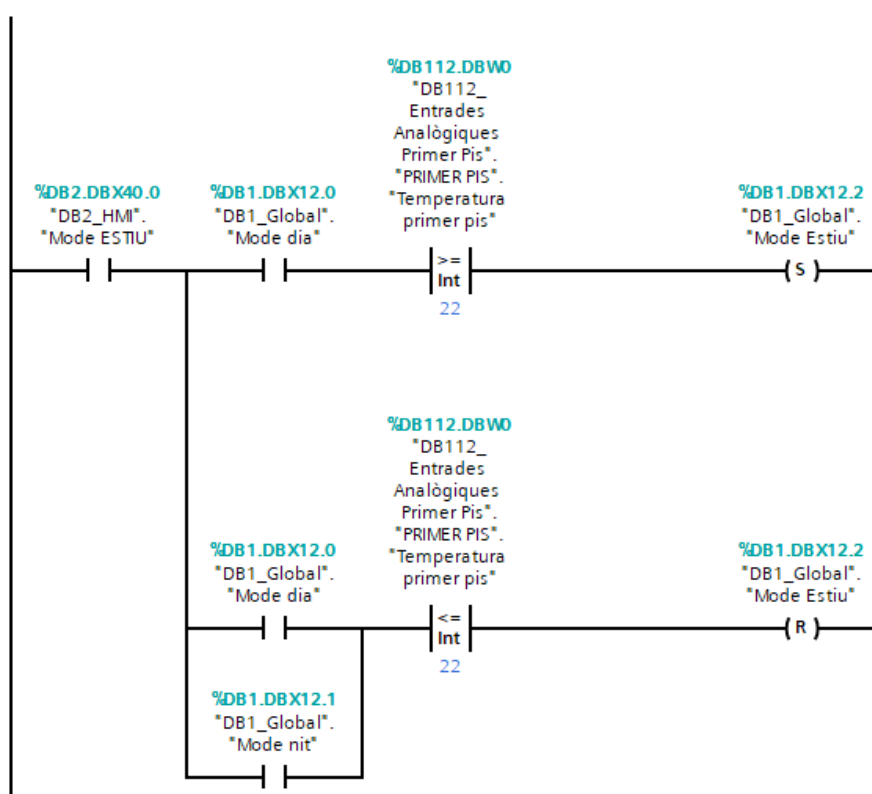 %DB112.DBW0
"DB112_
Entrades
Analògiques
Primer Pis".
"PRIMER PIS".
"Temperatura
primer pis"
%DB2.DBX40.0
"DB2_HMI".
"Mode ESTIU"
%DB1.DBX12.0
"DB1_Global".
"Mode dia"
>=
Int
22
%DB1.DBX12.2
"DB1_Global".
"Mode Estiu"
S
%DB112.DBW0
"DB112_
Entrades
Analògiques
Primer Pis".
"PRIMER PIS".
"Temperatura
primer pis"
%DB1.DBX12.0
"DB1_Global".
"Mode dia"
<=
Int
22
%DB1.DBX12.2
"DB1_Global".
"Mode Estiu"
R
%DB1.DBX12.1
"DB1_Global".
"Mode nit"